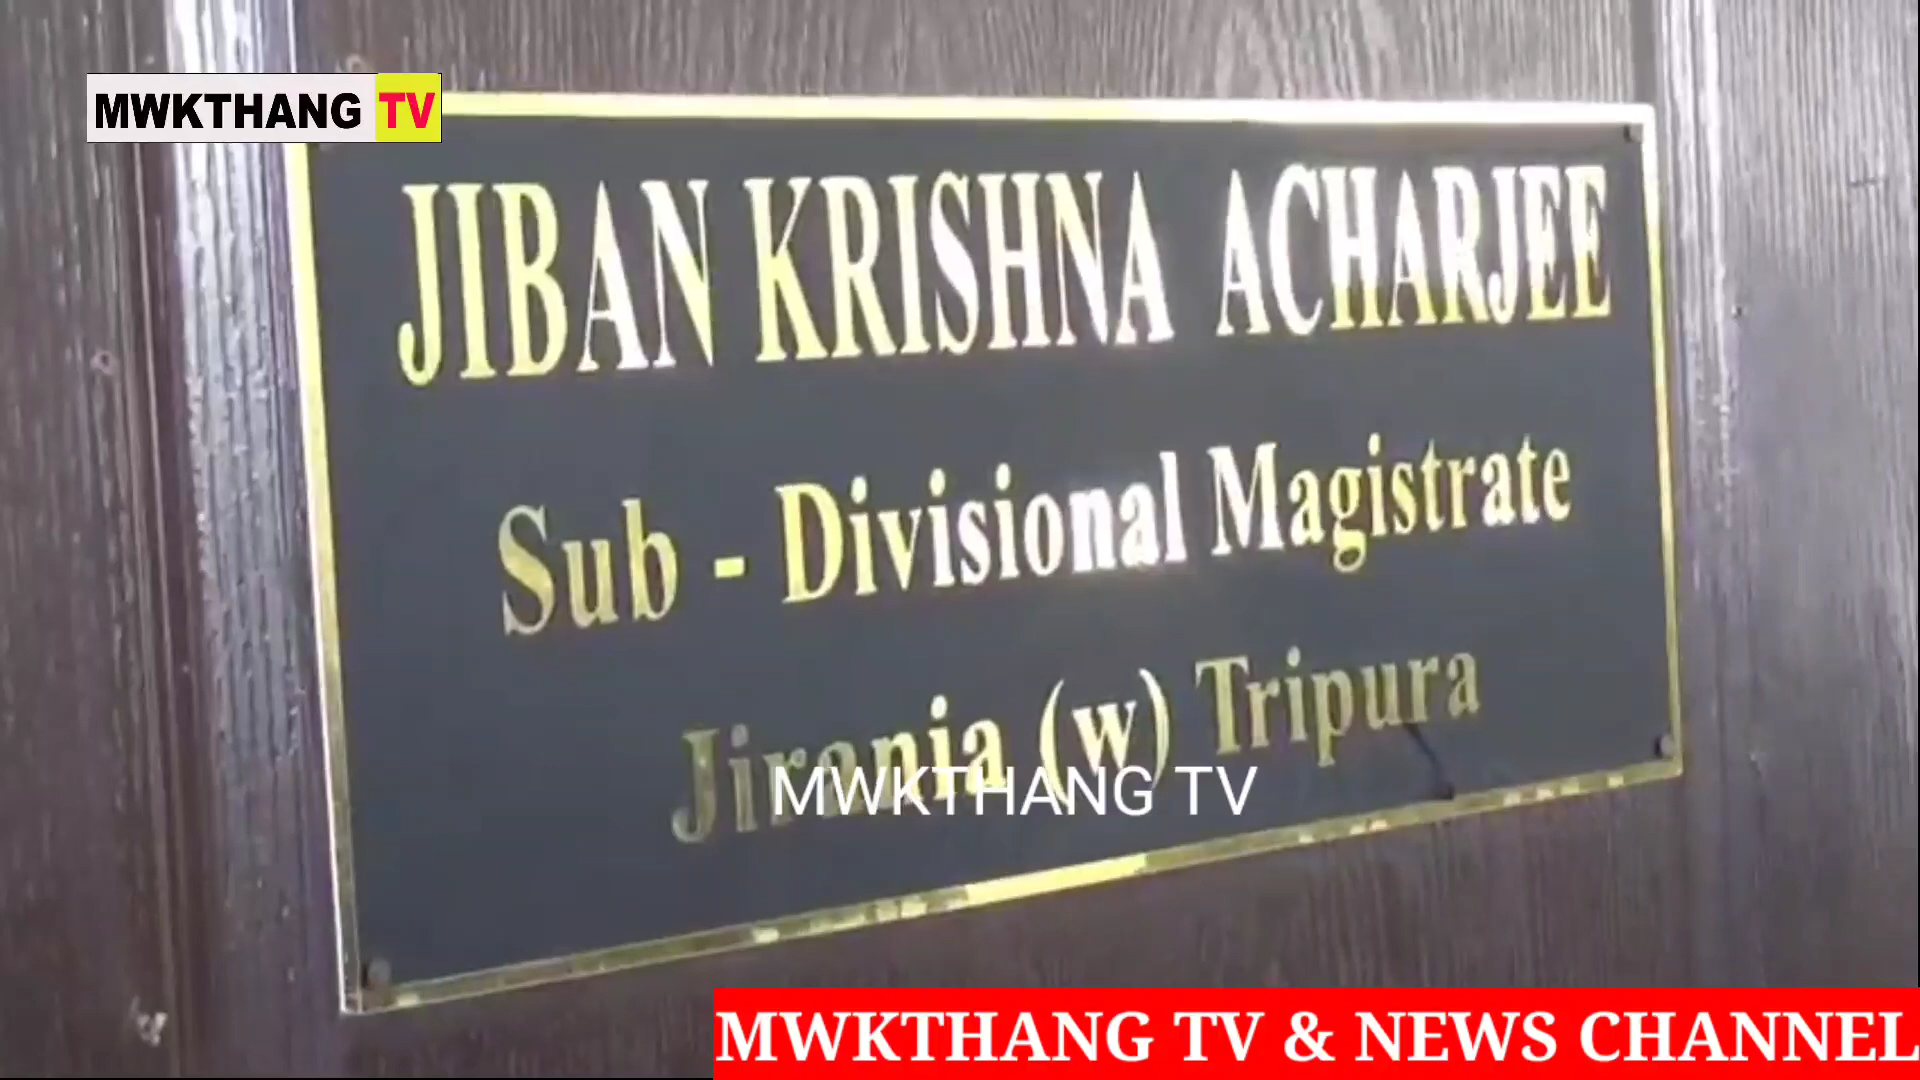 MWKTHANG TV
JIBAN KRISHNA ACHARJEE
Sub - Divisional Magistrate
Jirania (w) Tripura
MWKTHANG TV
MWKTHANG TV & NEWS CHANNEL